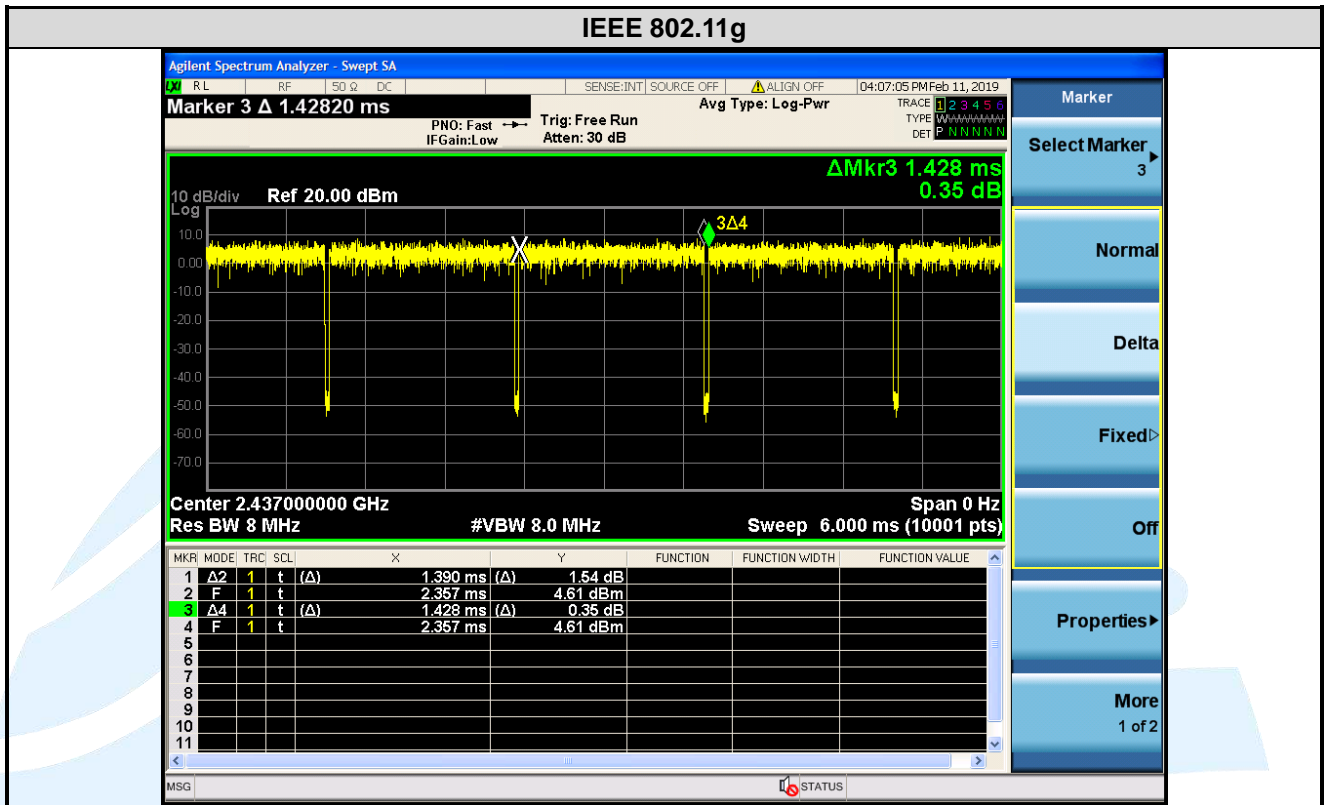 IEEE 802.11g
Agilent Spectrum Analyzer - Swept SA
LXI RL RF 50 Ω DC SENSE:INT SOURCE OFF ALIGN OFF 04:07:05 PM Feb 11, 2019
Marker 3 Δ 1.42820 ms
Avg Type: Log-Pwr
TRACE 1 2 3 4 5 6
TYPE W
DET P N N N N N
PNO: Fast
IFGain:Low
Trig: Free Run
Atten: 30 dB
ΔMkr3 1.428 ms
0.35 dB
10 dB/div Ref 20.00 dBm
Log
10.0
0.00
-10.0
-20.0
-30.0
-40.0
-50.0
-60.0
-70.0
X
3Δ4
Center 2.437000000 GHz Span 0 Hz
Res BW 8 MHz #VBW 8.0 MHz Sweep 6.000 ms (10001 pts)
MKR MODE TRC SCL X Y FUNCTION FUNCTION WIDTH FUNCTION VALUE
1 Δ2 1 t (Δ) 1.390 ms (Δ) 1.54 dB
2 F 1 t 2.357 ms 4.61 dBm
3 Δ4 1 t (Δ) 1.428 ms (Δ) 0.35 dB
4 F 1 t 2.357 ms 4.61 dBm
5
6
7
8
9
10
11
MSG STATUS
Marker
Select Marker
3
Normal
Delta
Fixed
Off
Properties
More
1 of 2